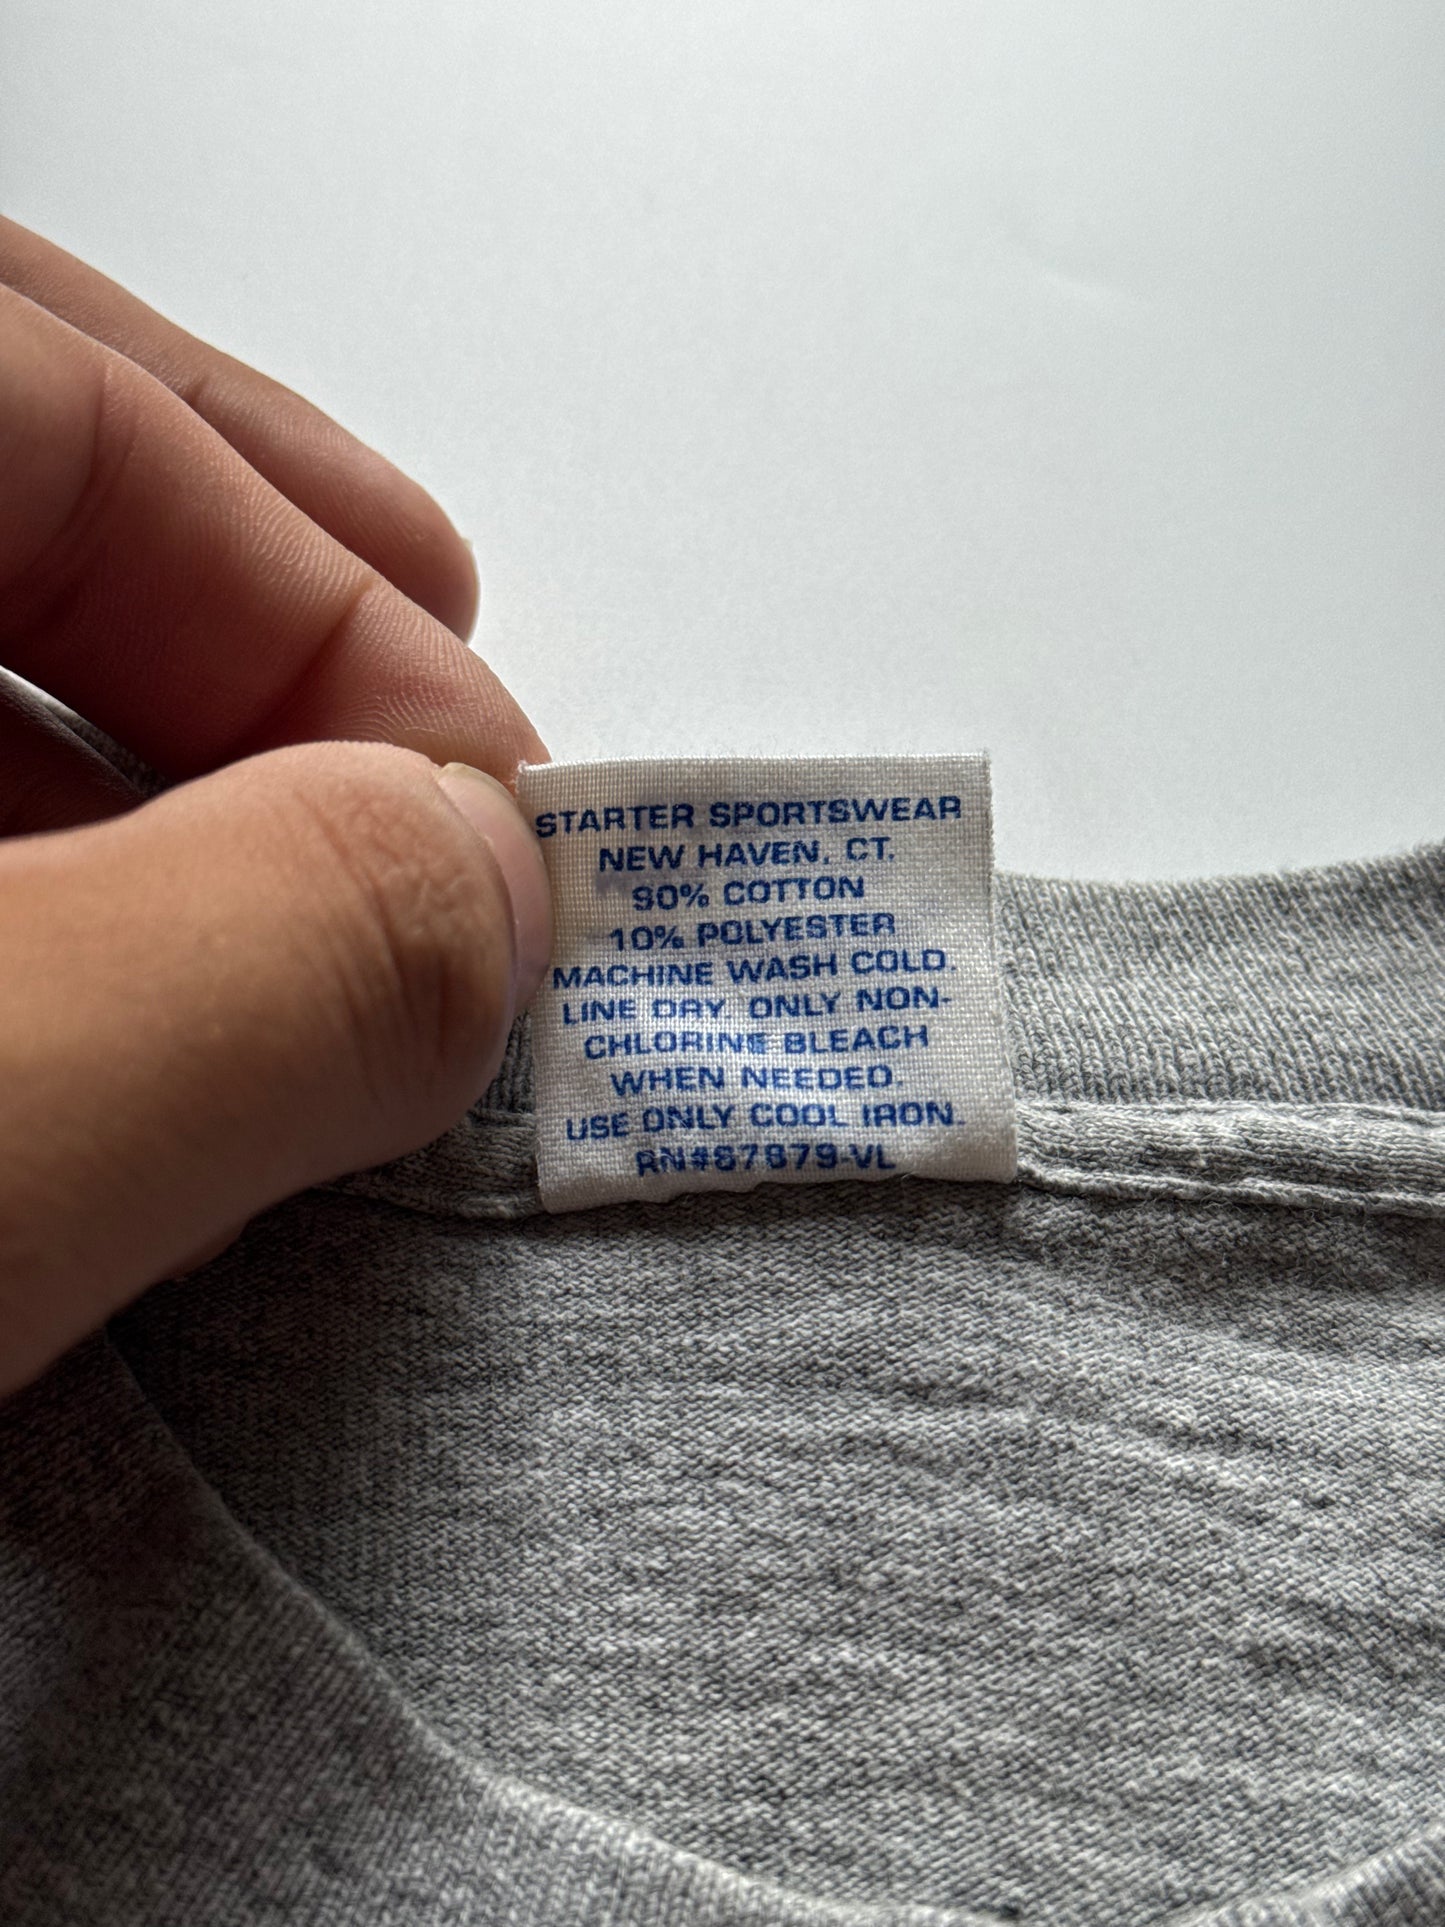 STARTER SPORTSWEAR
NEW HAVEN, CT.
90% COTTON
10% POLYESTER
MACHINE WASH COLD.
LINE DRY. ONLY NON-
CHLORINE BLEACH
WHEN NEEDED.
USE ONLY COOL IRON.
RN#67879-VL